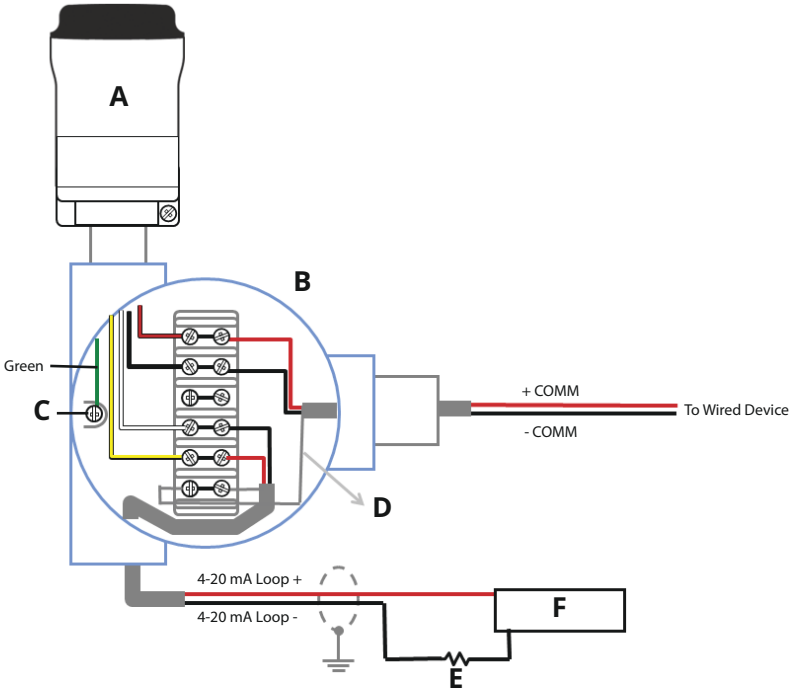 A
B
Green
C
+ COMM
To Wired Device
- COMM
D
4-20 mA Loop +
4-20 mA Loop -
F
E